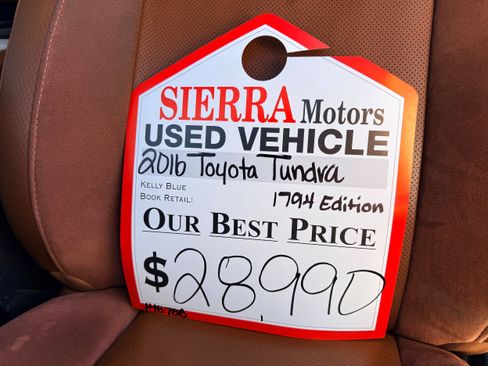 SIERRA Motors
USED VEHICLE
2016 Toyota Tundra
KELLY BLUE
BOOK RETAIL:
1794 Edition
OUR BEST PRICE
$28,990